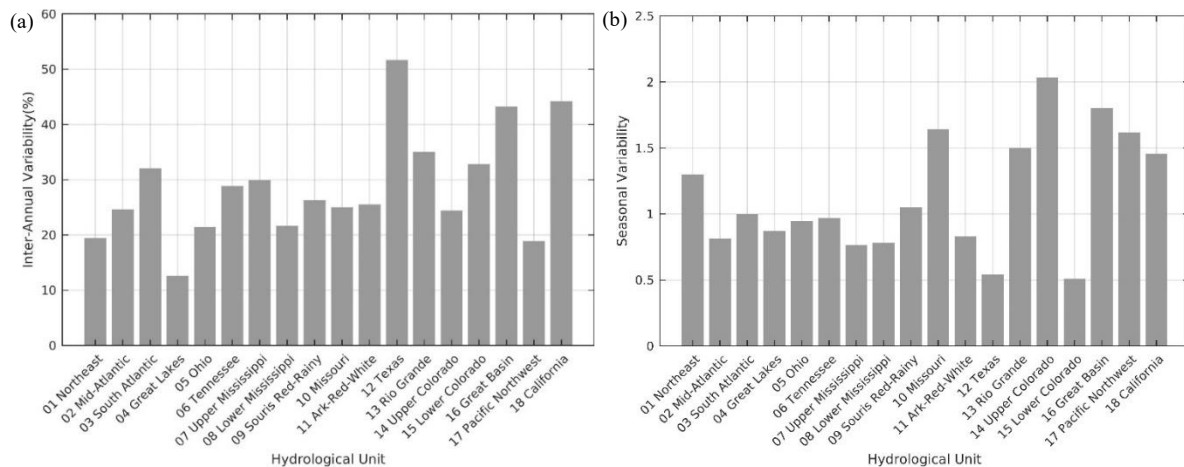 (a)
60
50
40
30
20
10
0
Inter-Annual Variability(%)
01 Northeast
02 Mid-Atlantic
03 South Atlantic
04 Great Lakes
05 Ohio
06 Tennessee
07 Upper Mississippi
08 Lower Mississippi
09 Souris Red-Rainy
10 Missouri
11 Ark-Red-White
12 Texas
13 Rio Grande
14 Upper Colorado
15 Lower Colorado
16 Great Basin
17 Pacific Northwest
18 California
Hydrological Unit
(b)
2.5
2
1.5
1
0.5
0
Seasonal Variability
01 Northeast
02 Mid-Atlantic
03 South Atlantic
04 Great Lakes
05 Ohio
06 Tennessee
07 Upper Mississippi
08 Lower Mississippi
09 Souris Red-Rainy
10 Missouri
11 Ark-Red-White
12 Texas
13 Rio Grande
14 Upper Colorado
15 Lower Colorado
16 Great Basin
17 Pacific Northwest
18 California
Hydrological Unit